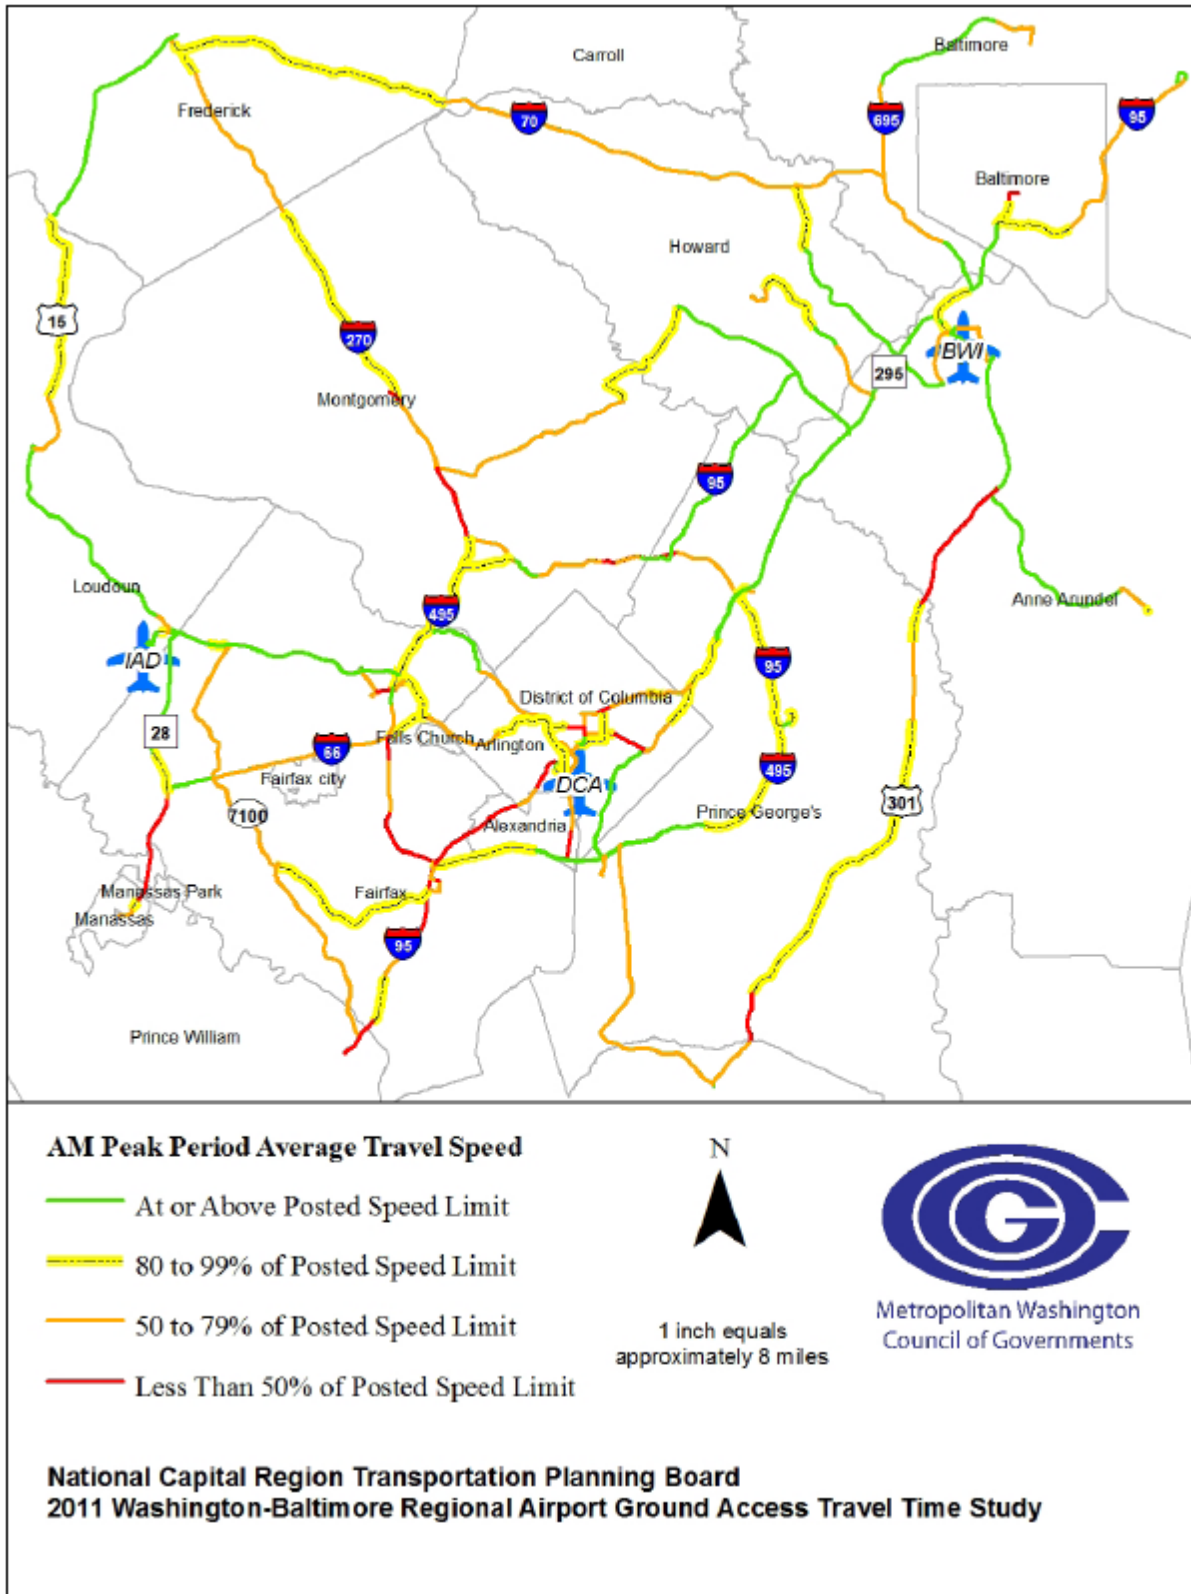 Carroll
Baltimore
Frederick
70
695
95
Baltimore
Howard
15
270
BWI
295
Montgomery
95
Loudoun
495
Anne Arundel
IAD
95
District of Columbia
28
Falls Church
Arlington
66
495
Fairfax city
DCA
301
7100
Prince George's
Alexandria
Manassas Park
Fairfax
Manassas
95
Prince William
AM Peak Period Average Travel Speed
At or Above Posted Speed Limit
80 to 99% of Posted Speed Limit
50 to 79% of Posted Speed Limit
Less Than 50% of Posted Speed Limit
N
1 inch equals
approximately 8 miles
COG
Metropolitan Washington
Council of Governments
National Capital Region Transportation Planning Board
2011 Washington-Baltimore Regional Airport Ground Access Travel Time Study